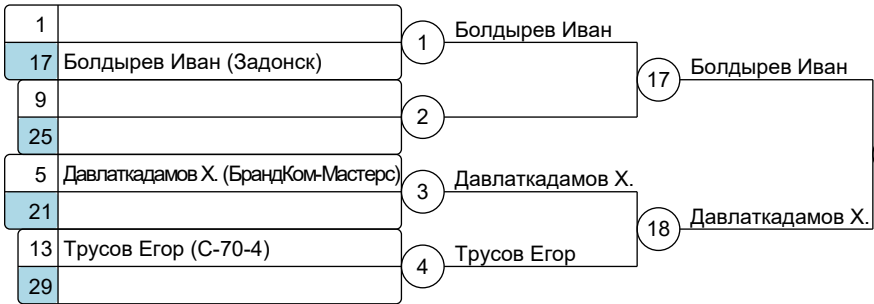 1
17 Болдырев Иван (Задонск)
1
Болдырев Иван
9
25
2
17
Болдырев Иван
5 Давлаткадамов Х. (БрандКом-Мастерс)
21
3
Давлаткадамов Х.
13 Трусов Егор (С-70-4)
29
4
Трусов Егор
18
Давлаткадамов Х.